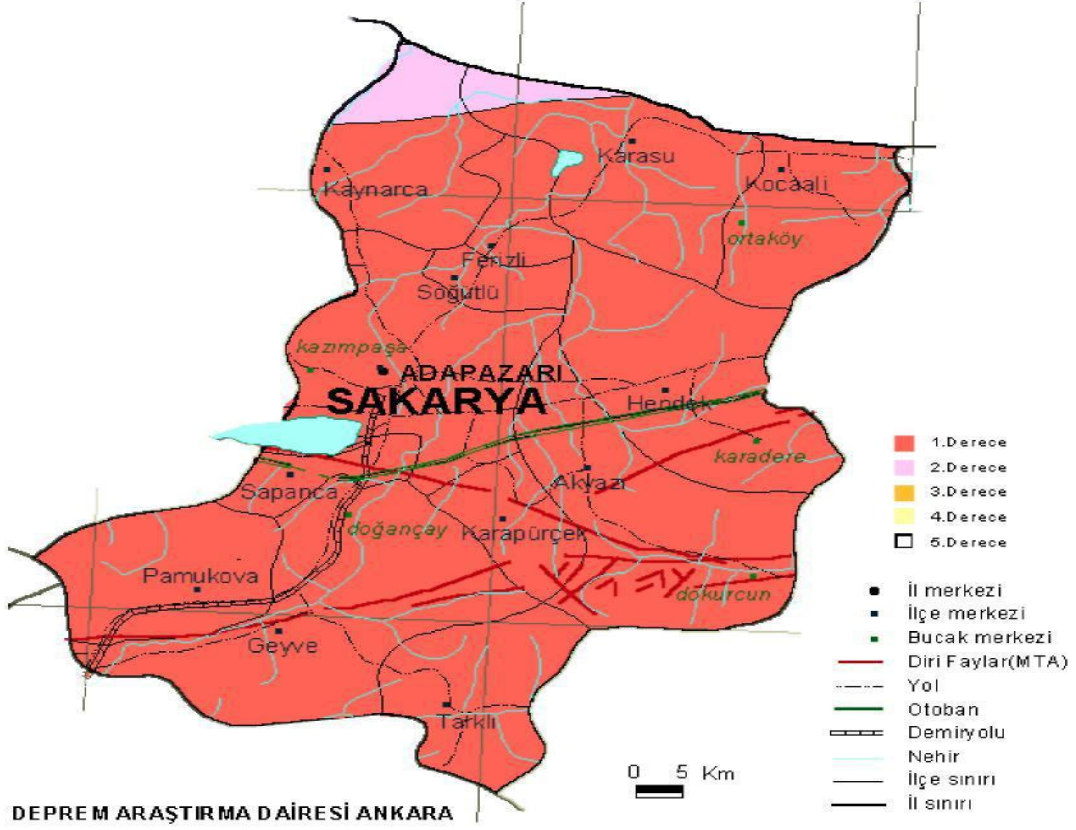 Karasu
Kaynarca
Kocaali
ortaköy
Ferizli
Söğütlü
kazımpaşa
ADAPAZARI
SAKARYA
Hendek
karadere
Sapanca
Akyazı
doğançay
Karapürçek
Pamukova
dokurcun
Geyve
Taraklı
1.Derece
2.Derece
3.Derece
4.Derece
5.Derece
İl merkezi
İlçe merkezi
Bucak merkezi
Diri Faylar(MTA)
Yol
Otoban
Demiryolu
Nehir
İlçe sınırı
İl sınırı
0 5 Km
DEPREM ARAŞTIRMA DAİRESİ ANKARA